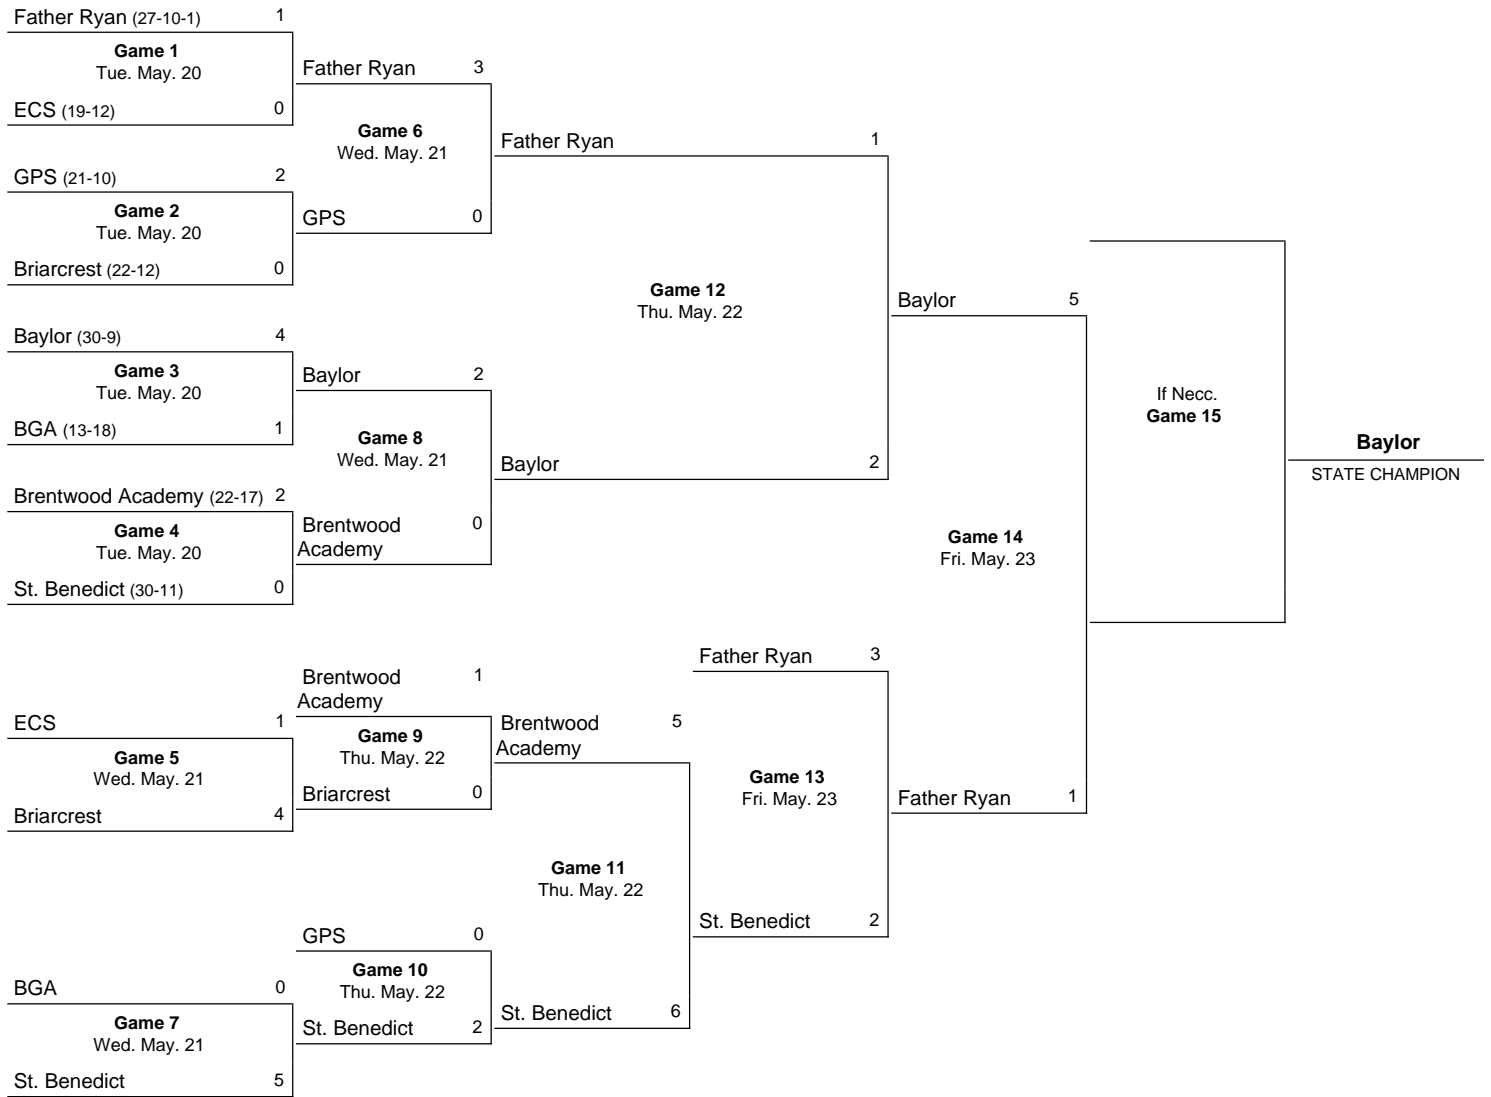 Father Ryan (27-10-1) 1
Game 1
Tue. May. 20
ECS (19-12) 0
GPS (21-10) 2
Game 2
Tue. May. 20
Briarcrest (22-12) 0
Baylor (30-9) 4
Game 3
Tue. May. 20
BGA (13-18) 1
Brentwood Academy (22-17) 2
Game 4
Tue. May. 20
St. Benedict (30-11) 0
ECS 1
Game 5
Wed. May. 21
Briarcrest 4
BGA 0
Game 7
Wed. May. 21
St. Benedict 5
Father Ryan 3
Game 6
Wed. May. 21
GPS 0
Baylor 2
Game 8
Wed. May. 21
Brentwood 0
Academy
Brentwood 1
Academy
Game 9
Thu. May. 22
Briarcrest 0
GPS 0
Game 10
Thu. May. 22
St. Benedict 2
Father Ryan 1
Game 12
Thu. May. 22
Baylor 2
Brentwood 5
Academy
Game 11
Thu. May. 22
St. Benedict 6
Father Ryan 3
Game 13
Fri. May. 23
St. Benedict 2
Baylor 5
Game 14
Fri. May. 23
Father Ryan 1
If Necc.
Game 15
Baylor
STATE CHAMPION